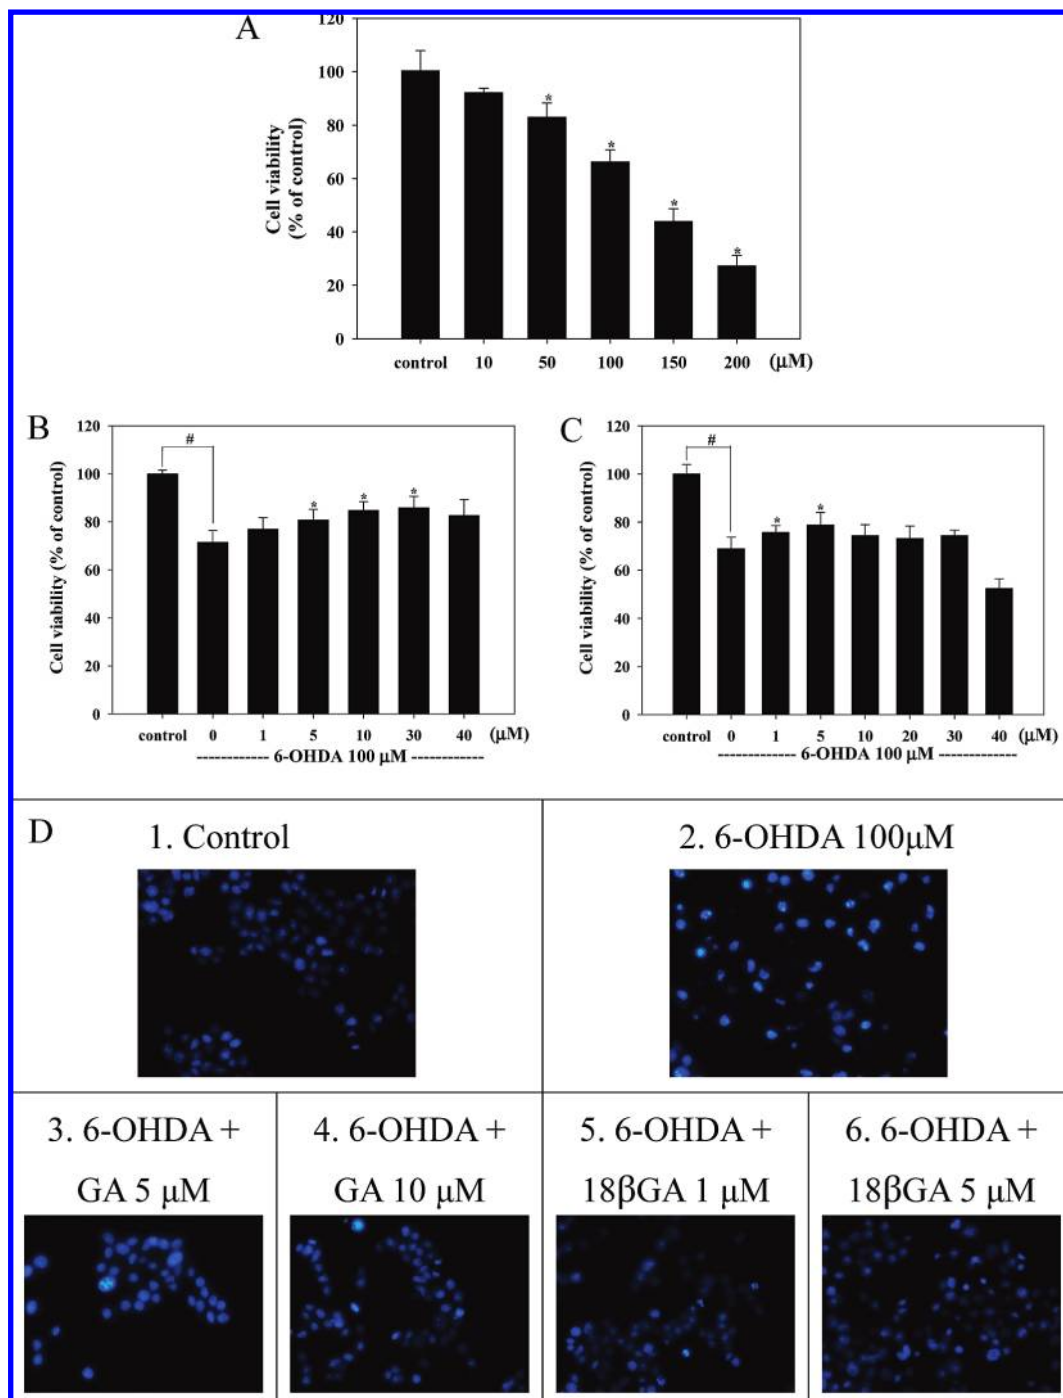 A
120
100
80
60
40
20
0
Cell viability
(% of control)
*
*
*
*
control 10 50 100 150 200 (μM)
B
120
100
80
60
40
20
0
Cell viability (% of control)
#
* * *
control 0 1 5 10 30 40 (μM)
------------ 6-OHDA 100 μM ------------
C
120
100
80
60
40
20
0
Cell viability (% of control)
#
* *
control 0 1 5 10 20 30 40 (μM)
------------ 6-OHDA 100 μM ------------
D
1. Control
2. 6-OHDA 100μM
3. 6-OHDA +
GA 5 μM
4. 6-OHDA +
GA 10 μM
5. 6-OHDA +
18βGA 1 μM
6. 6-OHDA +
18βGA 5 μM